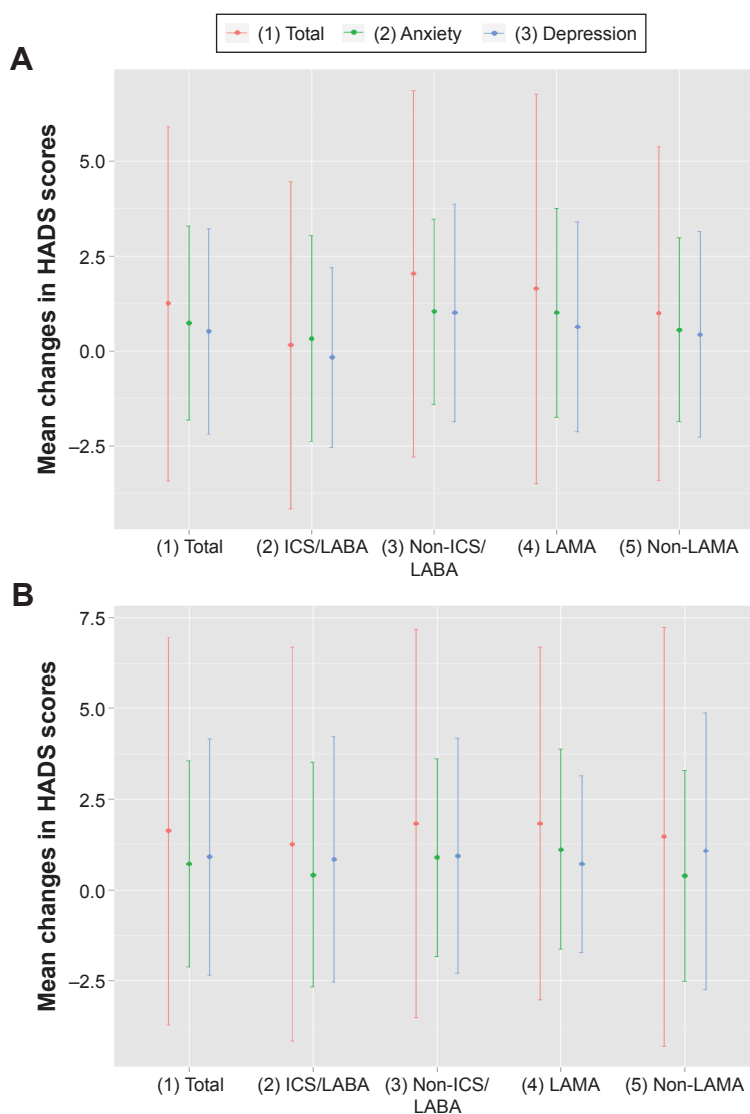 (1) Total (2) Anxiety (3) Depression
A
Mean changes in HADS scores
5.0
2.5
0.0
–2.5
(1) Total (2) ICS/LABA (3) Non-ICS/ (4) LAMA (5) Non-LAMA
LABA
B
Mean changes in HADS scores
7.5
5.0
2.5
0.0
–2.5
(1) Total (2) ICS/LABA (3) Non-ICS/ (4) LAMA (5) Non-LAMA
LABA